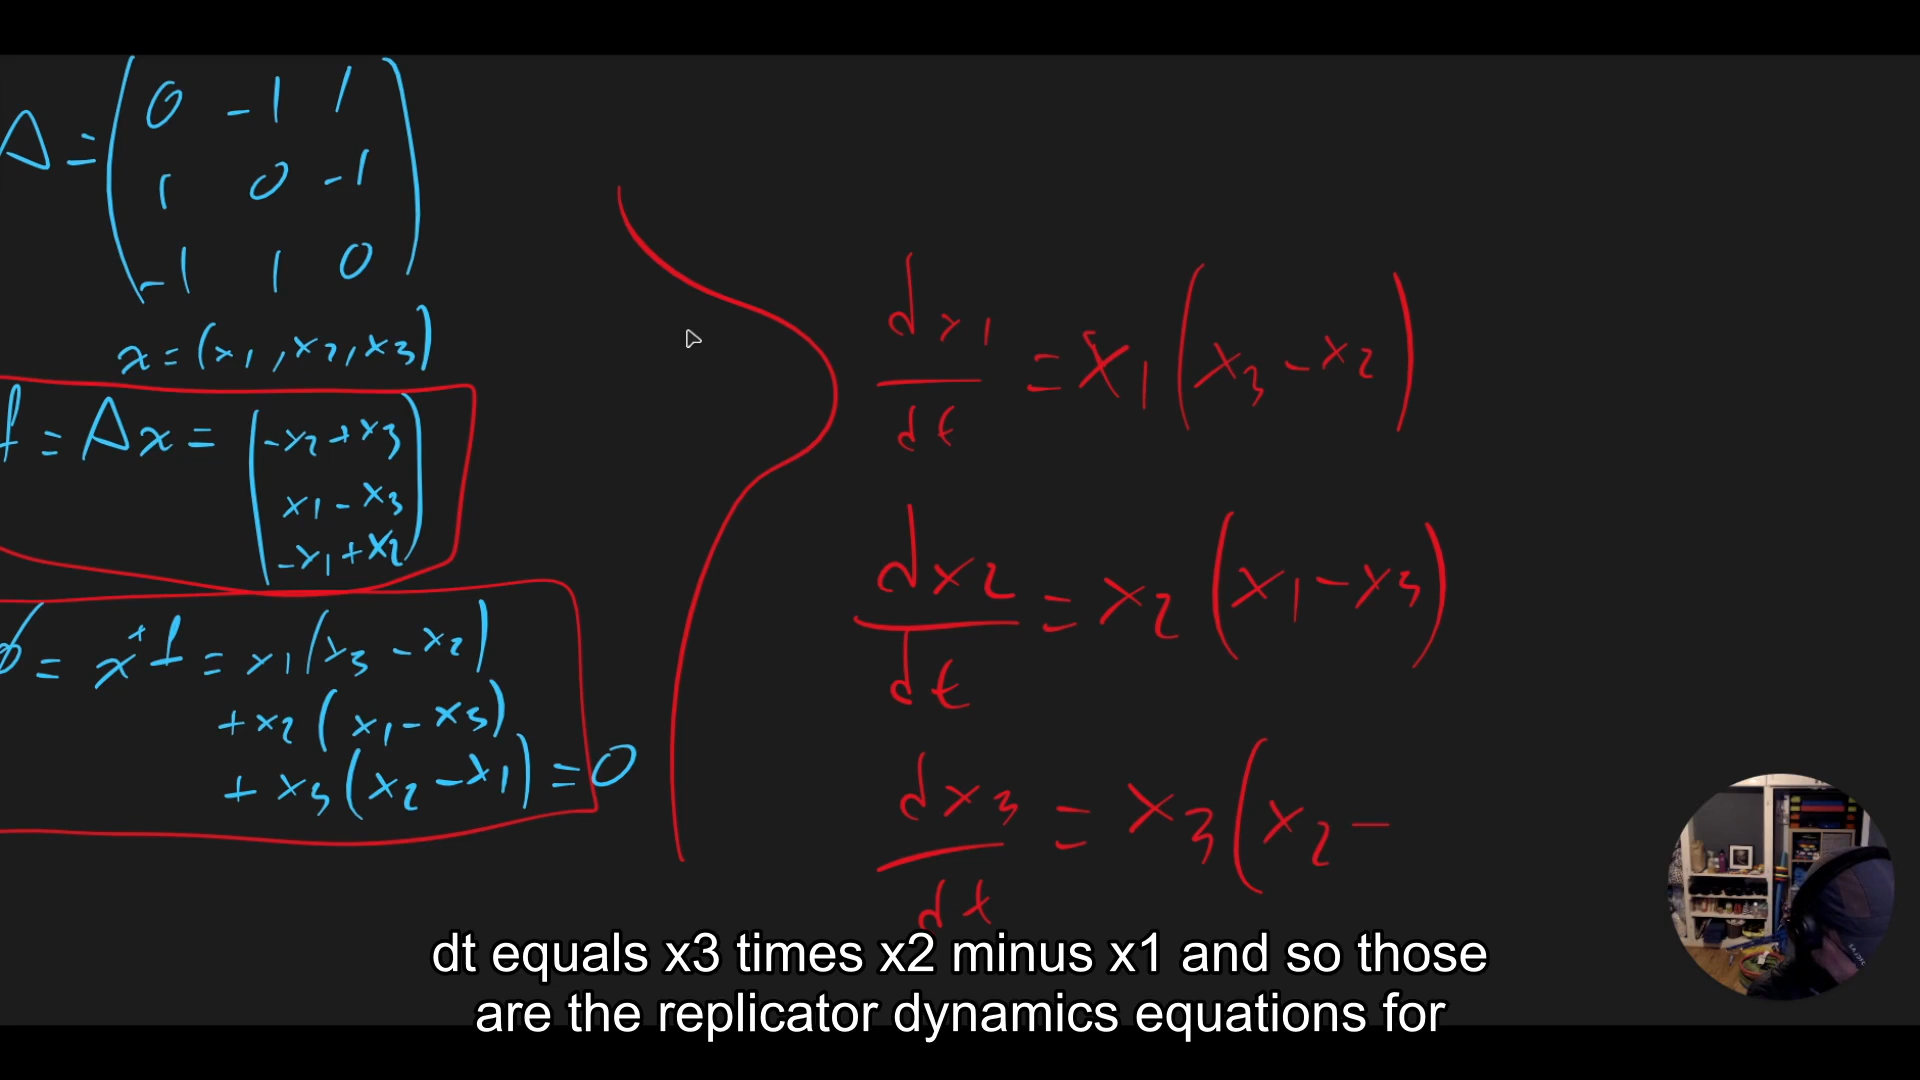 A = ( 0 -1 1
1 0 -1
-1 1 0 )
x = (x1, x2, x3)
f = Ax = ( -x2 + x3
x1 - x3
-x1 + x2 )
ϕ = x^t f = x1(x3 - x2)
+ x2(x1 - x3)
+ x3(x2 - x1) = 0
dx1/dt = x1(x3 - x2)
dx2/dt = x2(x1 - x3)
dx3/dt = x3(x2 -
dt equals x3 times x2 minus x1 and so those
are the replicator dynamics equations for